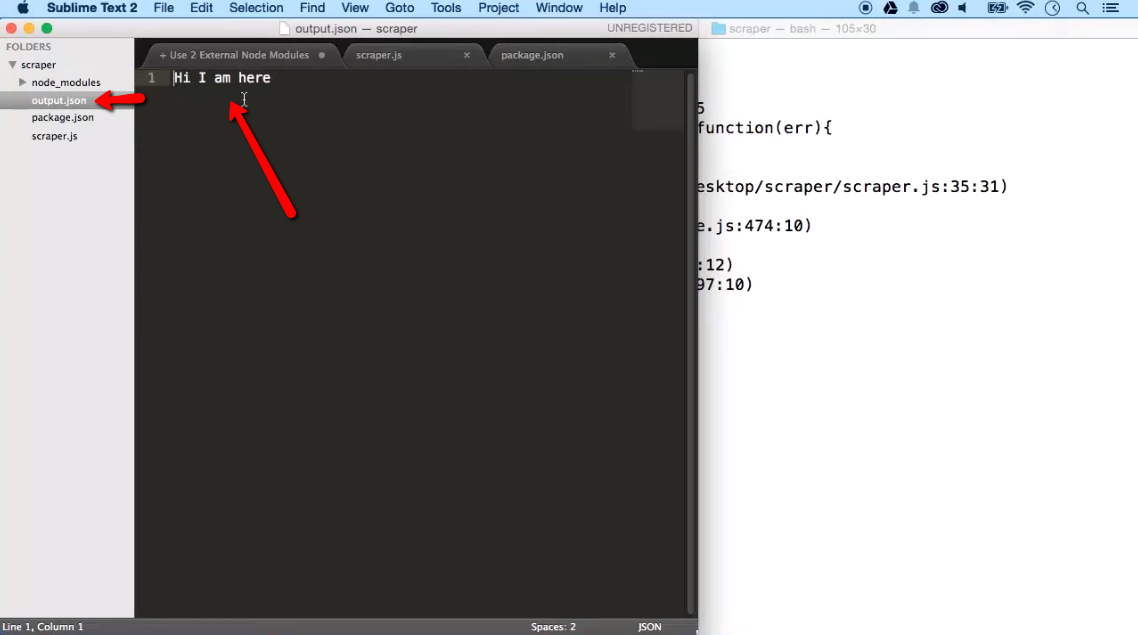 Sublime Text 2 File Edit Selection Find View Goto Tools Project Window Help
output.json — scraper UNREGISTERED
scraper — bash — 105×30
FOLDERS
scraper
node_modules
output.json
package.json
scraper.js
+ Use 2 External Node Modules scraper.js × package.json ×
1 Hi I am here
5
function(err){
esktop/scraper/scraper.js:35:31)
e.js:474:10)
:12)
97:10)
Line 1, Column 1 Spaces: 2 JSON